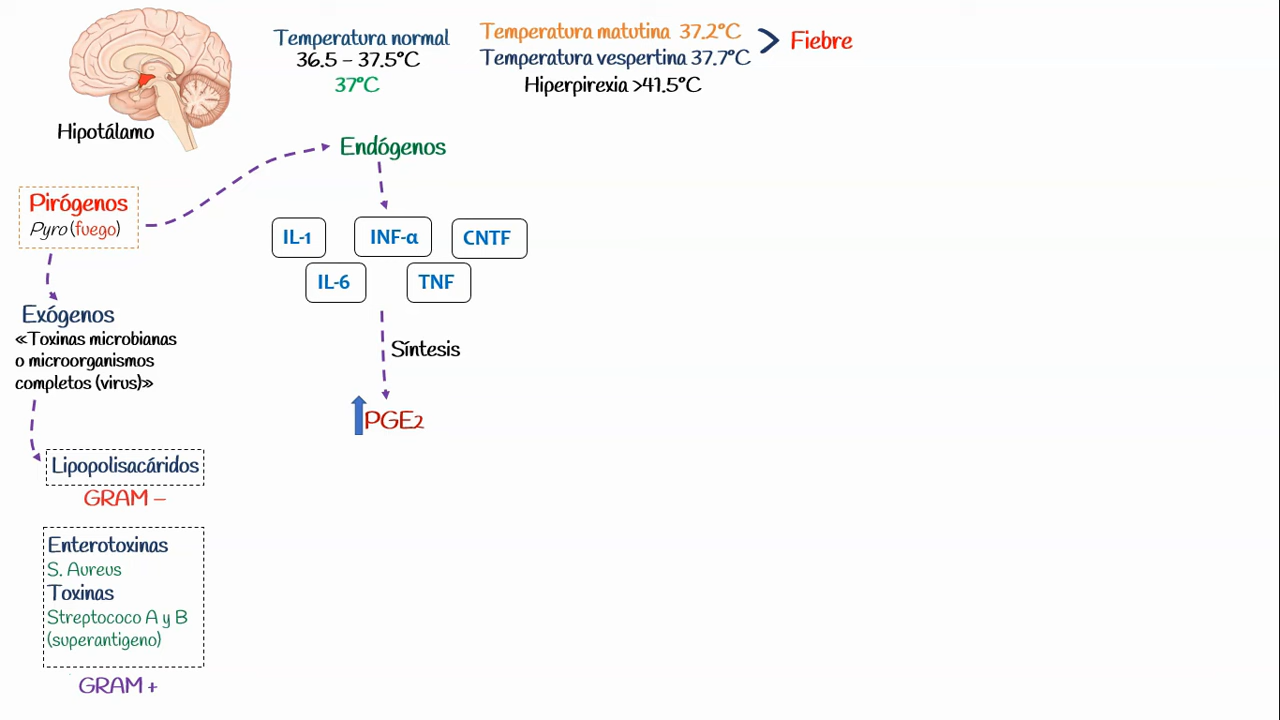 Hipotálamo
Temperatura normal
36.5 – 37.5°C
37°C
Temperatura matutina 37.2°C
Temperatura vespertina 37.7°C
> Fiebre
Hiperpirexia >41.5°C
Pirógenos
Pyro (fuego)
Endógenos
IL-1
INF-α
CNTF
IL-6
TNF
Síntesis
PGE2
Exógenos
«Toxinas microbianas
o microorganismos
completos (virus)»
Lipopolisacáridos
GRAM –
Enterotoxinas
S. Aureus
Toxinas
Streptococo A y B
(superantigeno)
GRAM +